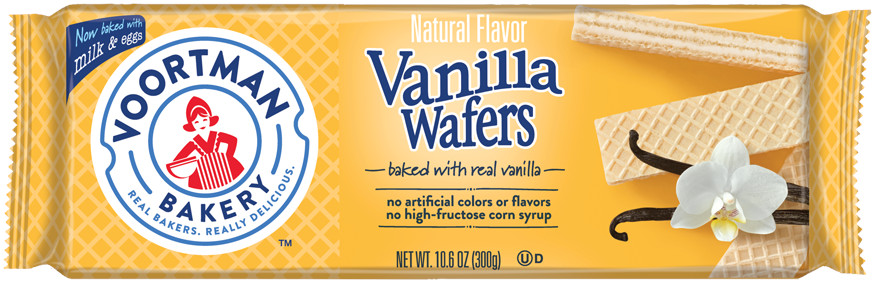 Now baked with
milk & eggs
VOORTMAN
BAKERY
REAL BAKERS. REALLY DELICIOUS.
™
Natural Flavor
Vanilla
Wafers
baked with real vanilla
no artificial colors or flavors
no high-fructose corn syrup
NET WT. 10.6 OZ (300g) U D